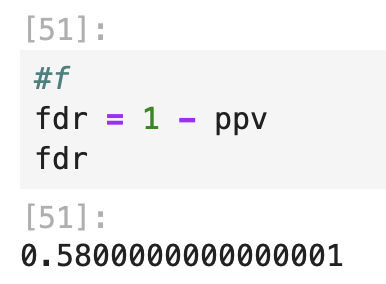 [51]:
#f
fdr = 1 - ppv
fdr
[51]:
0.5800000000000001